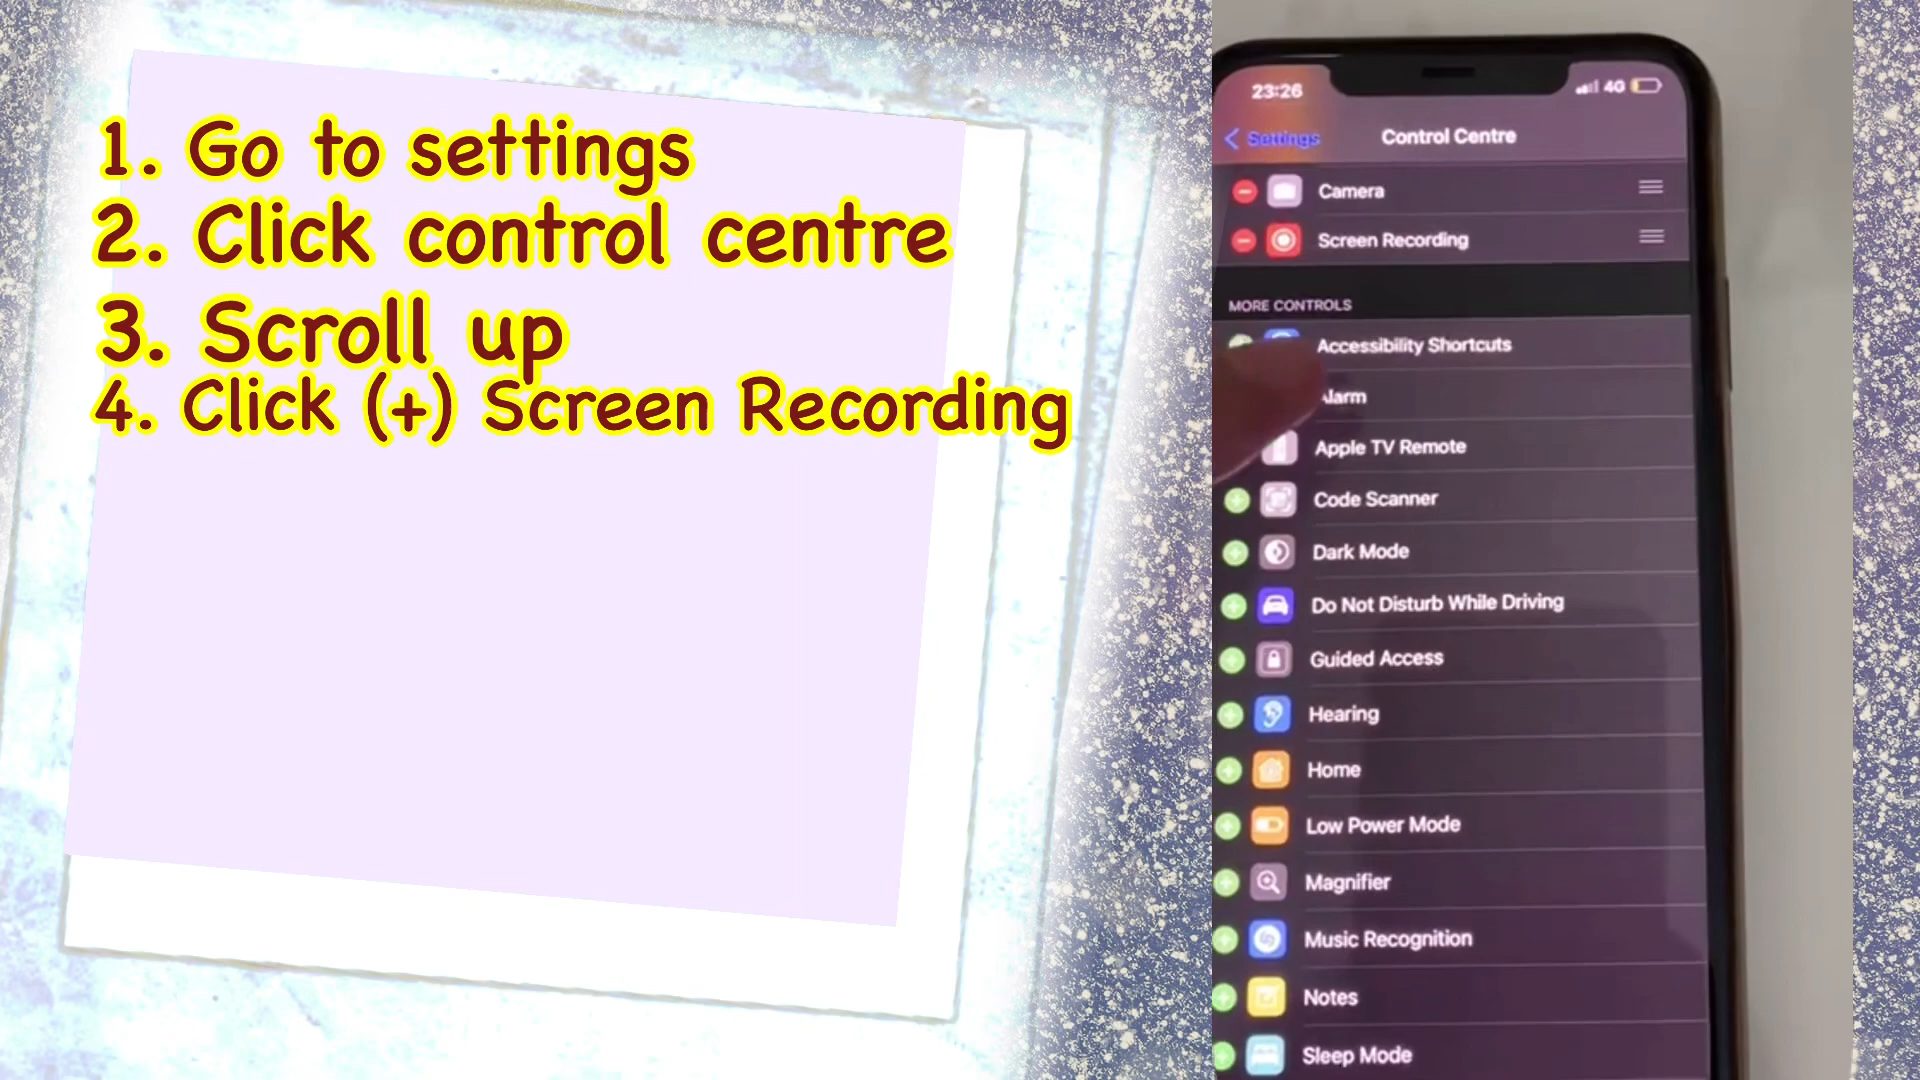 1. Go to settings
2. Click control centre
3. Scroll up
4. Click (+) Screen Recording
23:26
4G
Settings
Control Centre
Camera
Screen Recording
MORE CONTROLS
Accessibility Shortcuts
Alarm
Apple TV Remote
Code Scanner
Dark Mode
Do Not Disturb While Driving
Guided Access
Hearing
Home
Low Power Mode
Magnifier
Music Recognition
Notes
Sleep Mode